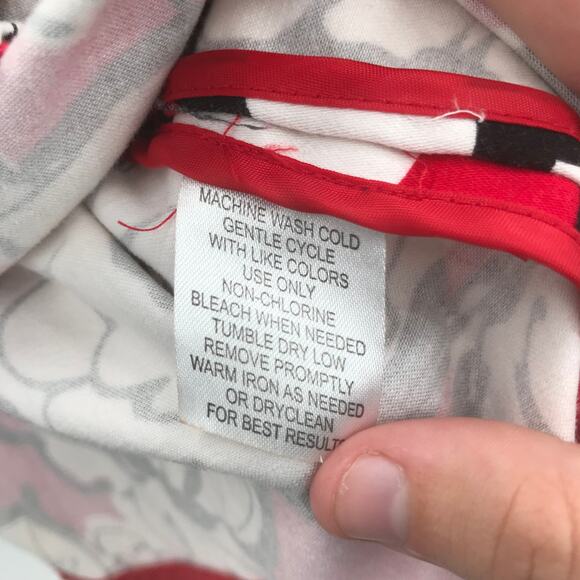 MACHINE WASH COLD
GENTLE CYCLE
WITH LIKE COLORS
USE ONLY
NON-CHLORINE
BLEACH WHEN NEEDED
TUMBLE DRY LOW
REMOVE PROMPTLY
WARM IRON AS NEEDED
OR DRYCLEAN
FOR BEST RESULTS